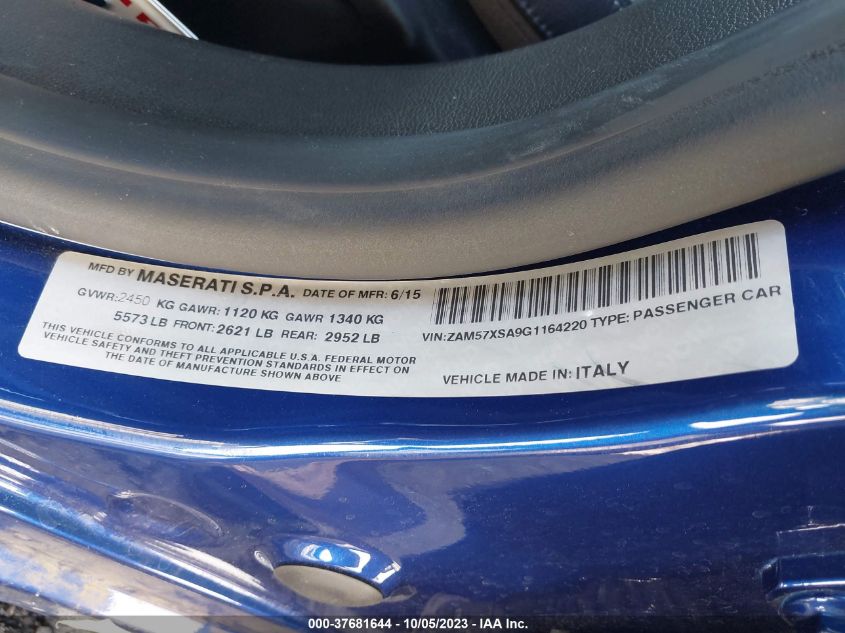 MFD BY MASERATI S.P.A. DATE OF MFR: 6/15
GVWR:2450 KG GAWR: 1120 KG GAWR 1340 KG
5573 LB FRONT: 2621 LB REAR: 2952 LB
THIS VEHICLE CONFORMS TO ALL APPLICABLE U.S.A. FEDERAL MOTOR
VEHICLE SAFETY AND THEFT PREVENTION STANDARDS IN EFFECT ON
THE DATE OF MANUFACTURE SHOWN ABOVE
VIN:ZAM57XSA9G1164220 TYPE: PASSENGER CAR
VEHICLE MADE IN: ITALY
000-37681644 - 10/05/2023 - IAA Inc.